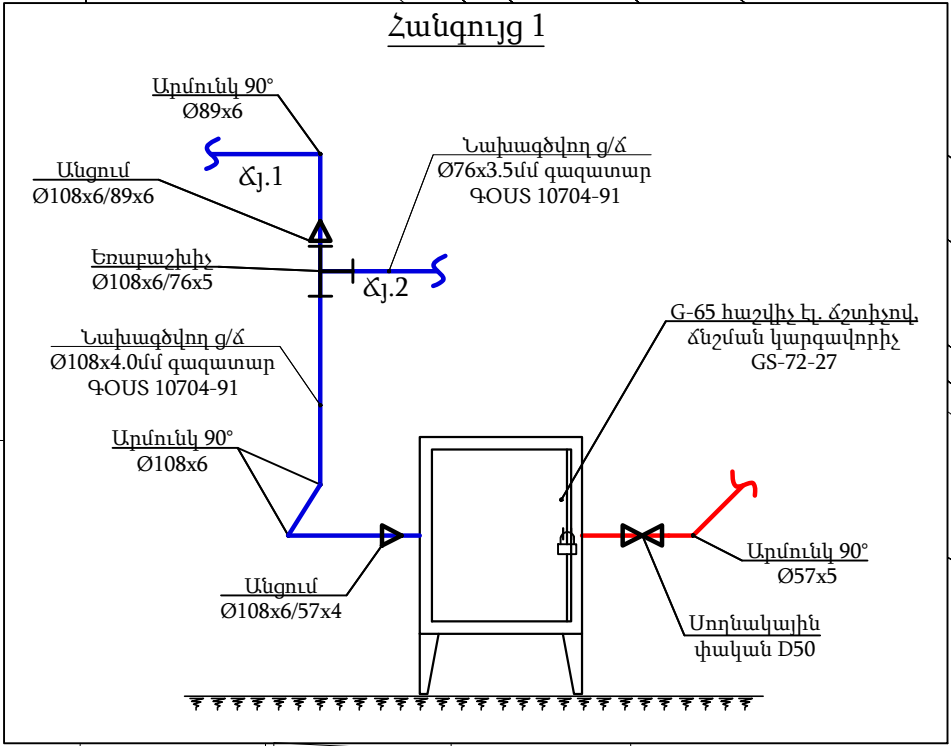 Հանգույց 1
Արմունկ 90°
Ø89x6
Նախագծվող գ/ճ
Ø76x3.5մմ գազատար
ԳՕՍՏ 10704-91
Ճյ.1
Անցում
Ø108x6/89x6
Եռաբաշխիչ
Ø108x6/76x5
Ճյ.2
G-65 հաշվիչ էլ. ճշտիչով,
ճնշման կարգավորիչ
GS-72-27
Նախագծվող գ/ճ
Ø108x4.0մմ գազատար
ԳՕՍՏ 10704-91
Արմունկ 90°
Ø108x6
Արմունկ 90°
Ø57x5
Անցում
Ø108x6/57x4
Սողնակային
փական D50